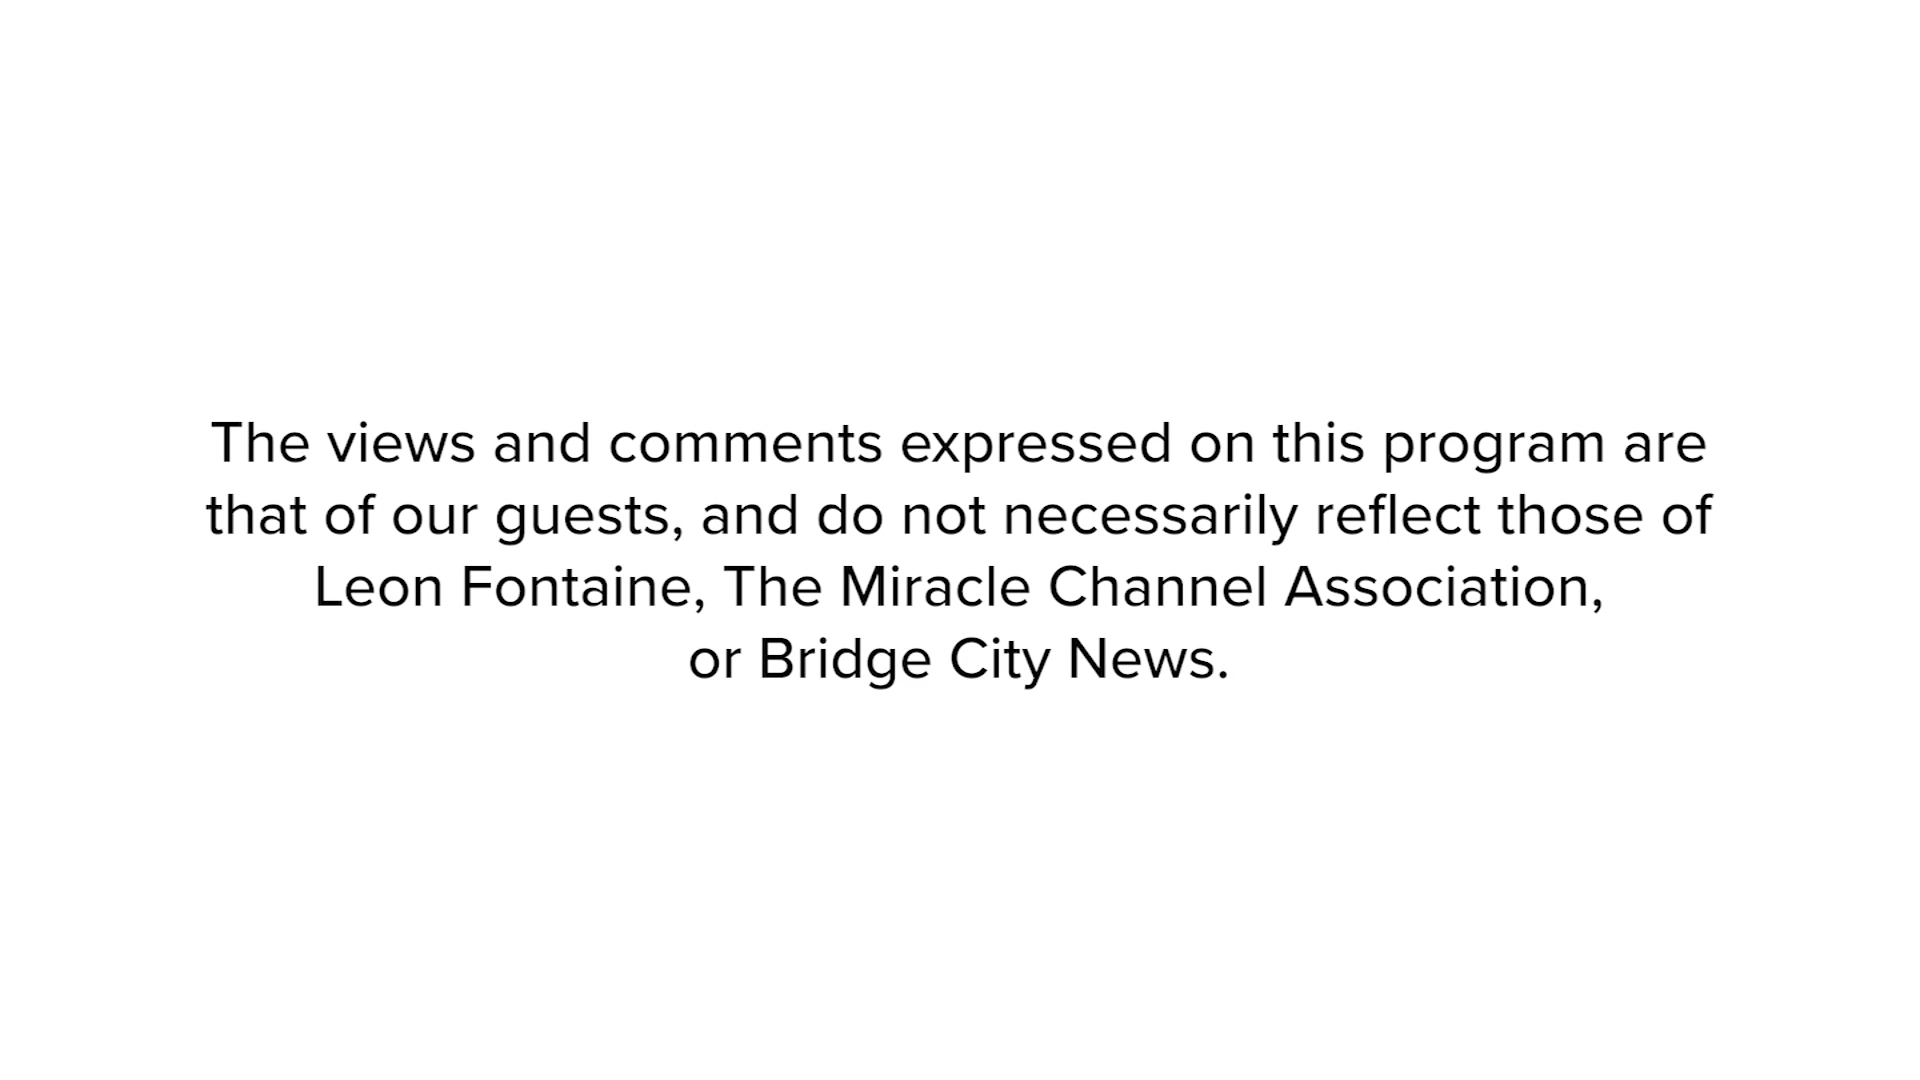 The views and comments expressed on this program are
that of our guests, and do not necessarily reflect those of
Leon Fontaine, The Miracle Channel Association,
or Bridge City News.